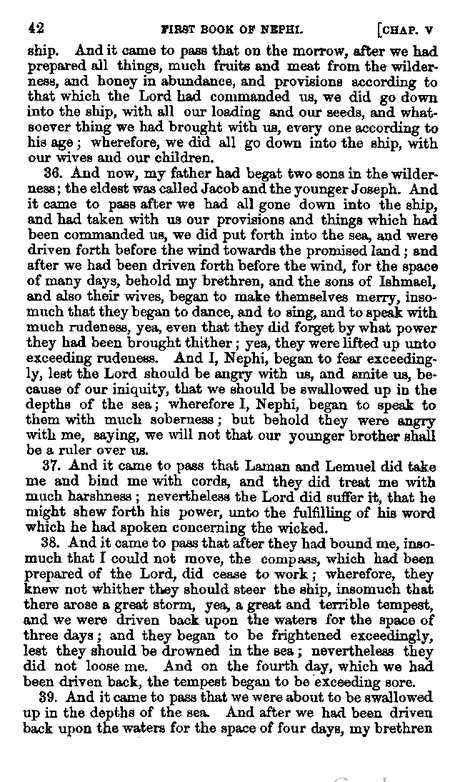 42 FIRST BOOK OF NEPHI. [CHAP. V
ship. And it came to pass that on the morrow, after we had
prepared all things, much fruits and meat from the wilder-
ness, and honey in abundance, and provisions according to
that which the Lord had commanded us, we did go down
into the ship, with all our loading and our seeds, and what-
soever thing we had brought with us, every one according to
his age; wherefore, we did all go down into the ship, with
our wives and our children.
36. And now, my father had begat two sons in the wilder-
ness; the eldest was called Jacob and the younger Joseph. And
it came to pass after we had all gone down into the ship,
and had taken with us our provisions and things which had
been commanded us, we did put forth into the sea, and were
driven forth before the wind towards the promised land; and
after we had been driven forth before the wind, for the space
of many days, behold my brethren, and the sons of Ishmael,
and also their wives, began to make themselves merry, inso-
much that they began to dance, and to sing, and to speak with
much rudeness, yea, even that they did forget by what power
they had been brought thither; yea, they were lifted up unto
exceeding rudeness. And I, Nephi, began to fear exceeding-
ly, lest the Lord should be angry with us, and smite us, be-
cause of our iniquity, that we should be swallowed up in the
depths of the sea; wherefore I, Nephi, began to speak to
them with much soberness; but behold they were angry
with me, saying, we will not that our younger brother shall
be a ruler over us.
37. And it came to pass that Laman and Lemuel did take
me and bind me with cords, and they did treat me with
much harshness; nevertheless the Lord did suffer it, that he
might shew forth his power, unto the fulfilling of his word
which he had spoken concerning the wicked.
38. And it came to pass that after they had bound me, inso-
much that I could not move, the compass, which had been
prepared of the Lord, did cease to work; wherefore, they
knew not whither they should steer the ship, insomuch that
there arose a great storm, yea, a great and terrible tempest,
and we were driven back upon the waters for the space of
three days; and they began to be frightened exceedingly,
lest they should be drowned in the sea; nevertheless they
did not loose me. And on the fourth day, which we had
been driven back, the tempest began to be exceeding sore.
39. And it came to pass that we were about to be swallowed
up in the depths of the sea. And after we had been driven
back upon the waters for the space of four days, my brethren